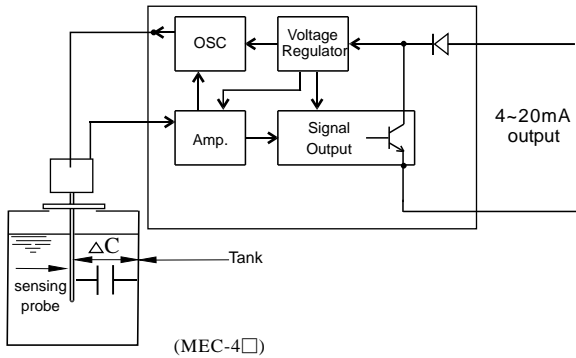 OSC
Voltage
Regulator
Amp.
Signal
Output
4~20mA
output
△C
Tank
sensing
probe
(MEC-4□)